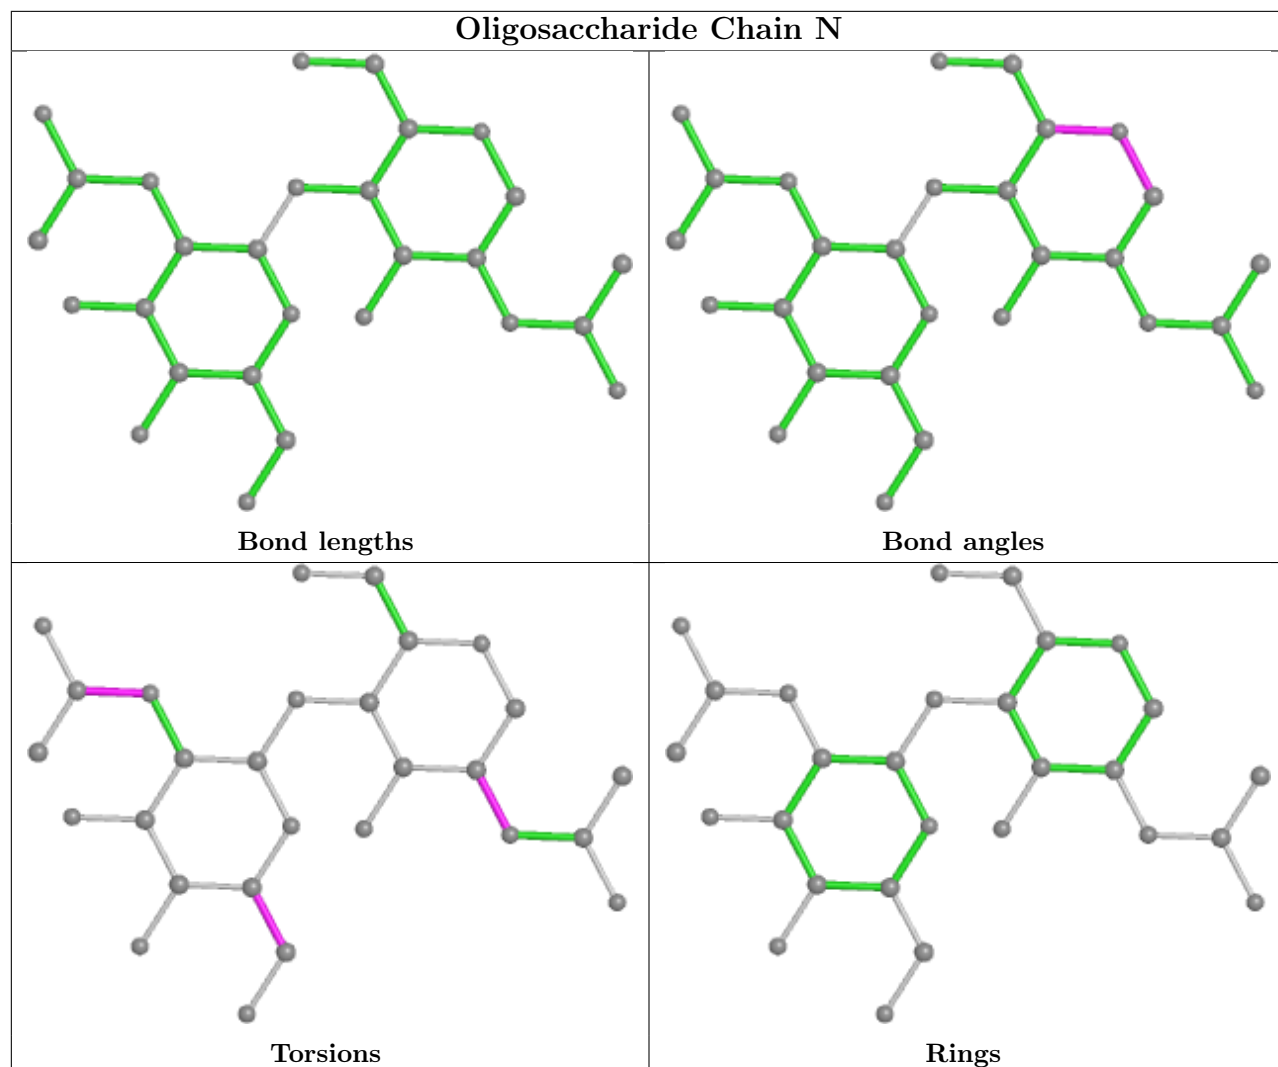 Oligosaccharide Chain N
Bond lengths
Bond angles
Torsions
Rings